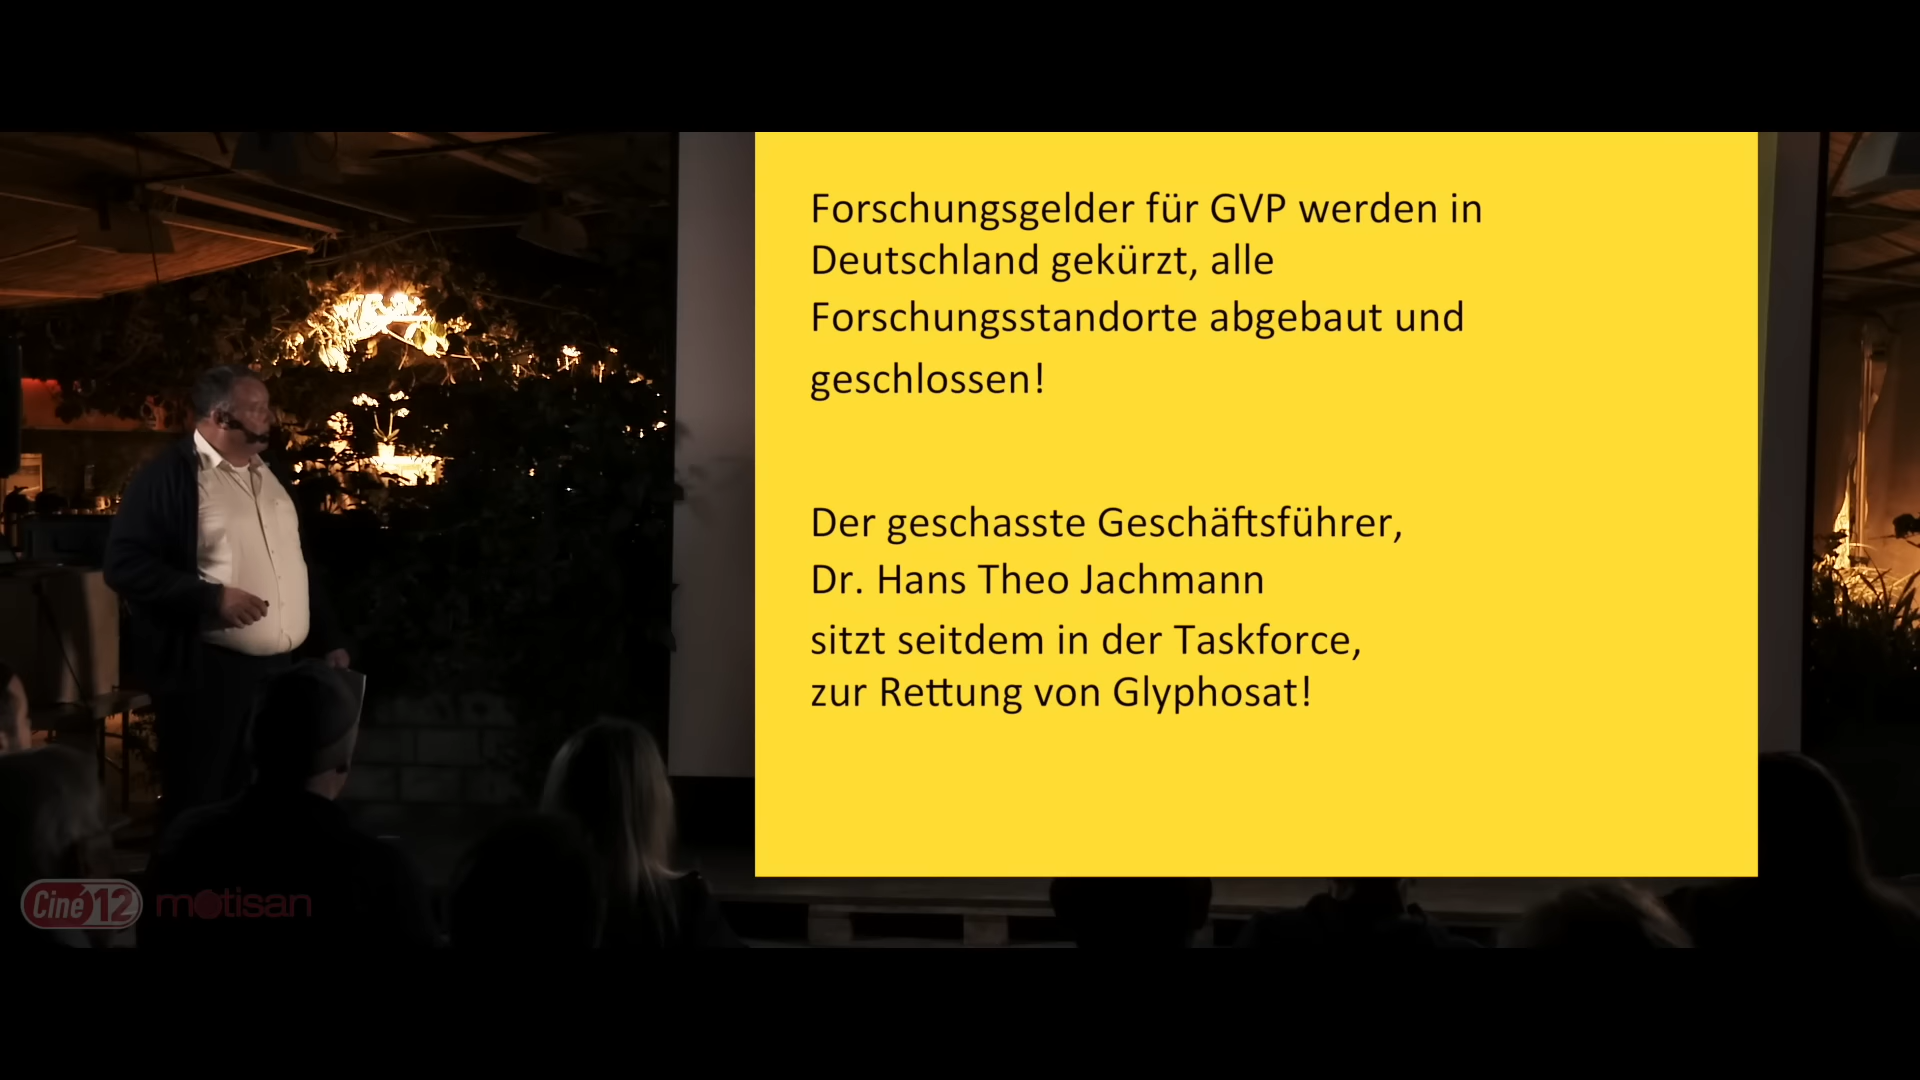 Forschungsgelder für GVP werden in
Deutschland gekürzt, alle
Forschungsstandorte abgebaut und
geschlossen!
Der geschasste Geschäftsführer,
Dr. Hans Theo Jachmann
sitzt seitdem in der Taskforce,
zur Rettung von Glyphosat!
Ciné12 motisan